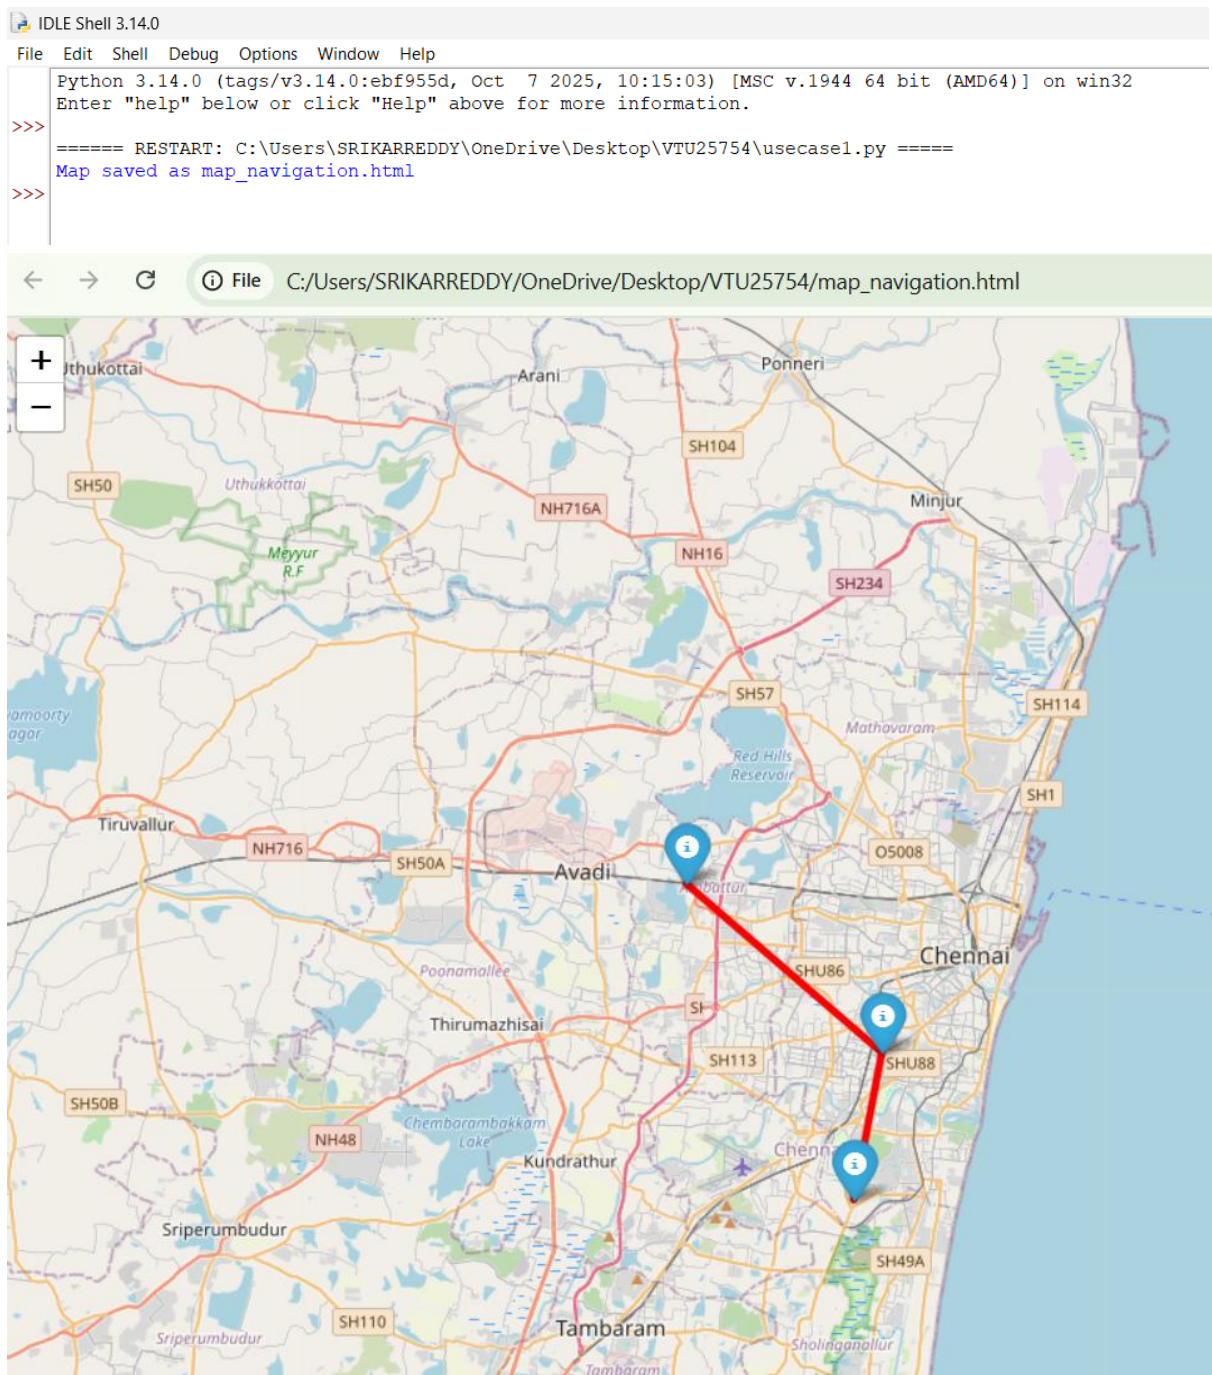 IDLE Shell 3.14.0
File Edit Shell Debug Options Window Help
Python 3.14.0 (tags/v3.14.0:ebf955d, Oct  7 2025, 10:15:03) [MSC v.1944 64 bit (AMD64)] on win32
Enter "help" below or click "Help" above for more information.
>>>
====== RESTART: C:\Users\SRIKARREDDY\OneDrive\Desktop\VTU25754\usecase1.py =====
Map saved as map_navigation.html
>>>
File C:/Users/SRIKARREDDY/OneDrive/Desktop/VTU25754/map_navigation.html
+
−
Uthukottai
Arani
Ponneri
SH104
SH50
Uthukkottai
NH716A
Minjur
Meyyur
R.F
NH16
SH234
SH57
SH114
Mathavaram
Red Hills
Reservoir
SH1
Tiruvallur
NH716
SH50A
O5008
Avadi
Chennai
Poonamallee
SHU86
Thirumazhisai
SH113
SHU88
SH50B
Chembarambakkam
Lake
NH48
Kundrathur
Sriperumbudur
SH49A
SH110
Tambaram
Sriperumbudur
Sholinganallur
Tambaram